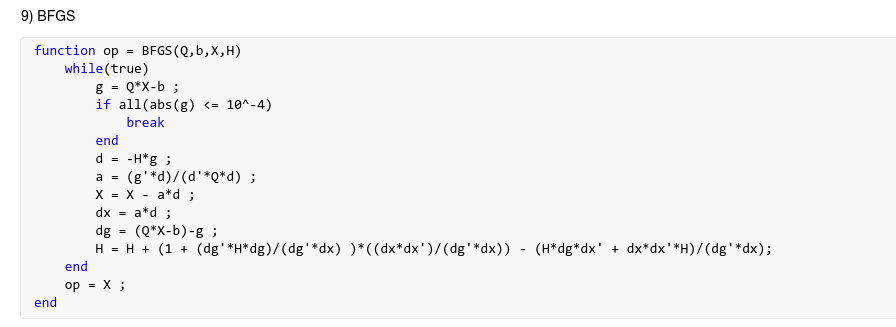 9) BFGS
function op = BFGS(Q,b,X,H)
    while(true)
        g = Q*X-b ;
        if all(abs(g) <= 10^-4)
            break
        end
        d = -H*g ;
        a = (g'*d)/(d'*Q*d) ;
        X = X - a*d ;
        dx = a*d ;
        dg = (Q*X-b)-g ;
        H = H + (1 + (dg'*H*dg)/(dg'*dx) )*((dx*dx')/(dg'*dx)) - (H*dg*dx' + dx*dx'*H)/(dg'*dx);
    end
    op = X ;
end